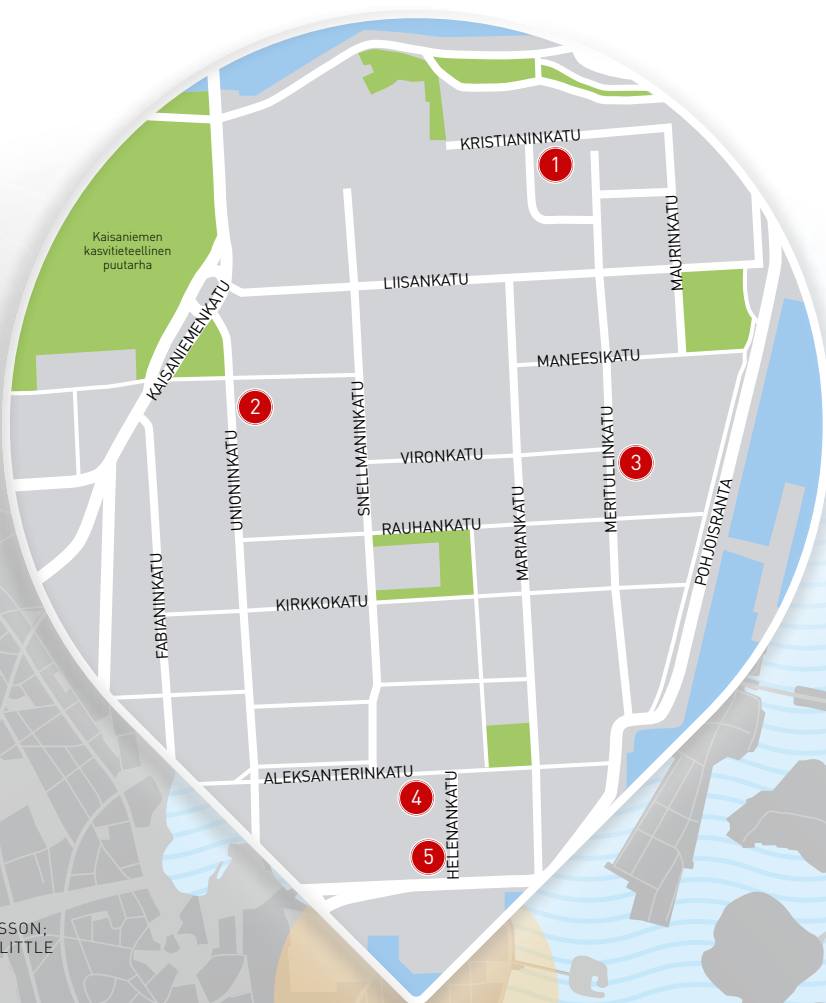 KRISTIANINKATU
1
MAURINKATU
Kaisaniemen
kasvitieteellinen
puutarha
LIISANKATU
KAISANIEMENKATU
MANEESIKATU
2
UNIONINKATU
SNELLMANINKATU
VIRONKATU
MERITULLINKATU
3
RAUHANKATU
MARIANKATU
POHJOISRANTA
FABIANINKATU
KIRKKOKATU
ALEKSANTERINKATU
4
HELENANKATU
5
SSON;
LITTLE